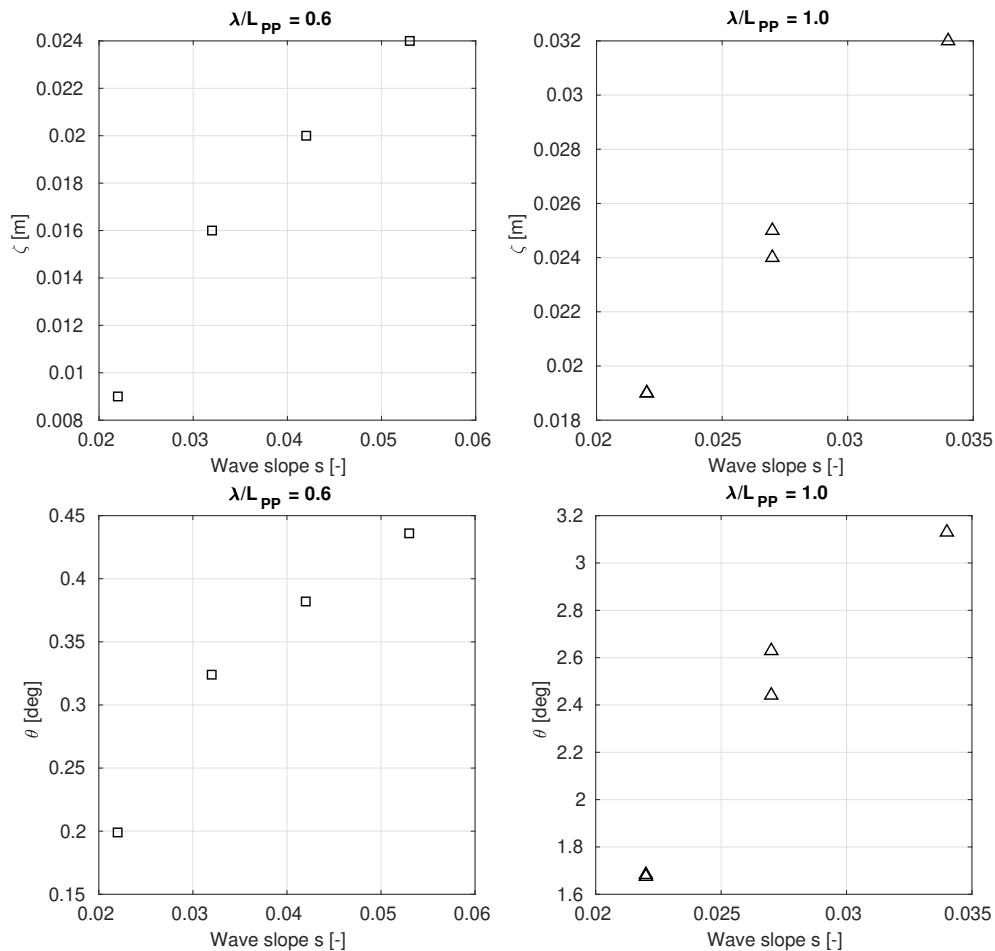 λ/L_PP = 0.6
0.024
0.022
0.02
0.018
0.016
0.014
0.012
0.01
0.008
ζ [m]
0.02 0.03 0.04 0.05 0.06
Wave slope s [-]
λ/L_PP = 1.0
0.032
0.03
0.028
0.026
0.024
0.022
0.02
0.018
ζ [m]
0.02 0.025 0.03 0.035
Wave slope s [-]
λ/L_PP = 0.6
0.45
0.4
0.35
0.3
0.25
0.2
0.15
θ [deg]
0.02 0.03 0.04 0.05 0.06
Wave slope s [-]
λ/L_PP = 1.0
3.2
3
2.8
2.6
2.4
2.2
2
1.8
1.6
θ [deg]
0.02 0.025 0.03 0.035
Wave slope s [-]